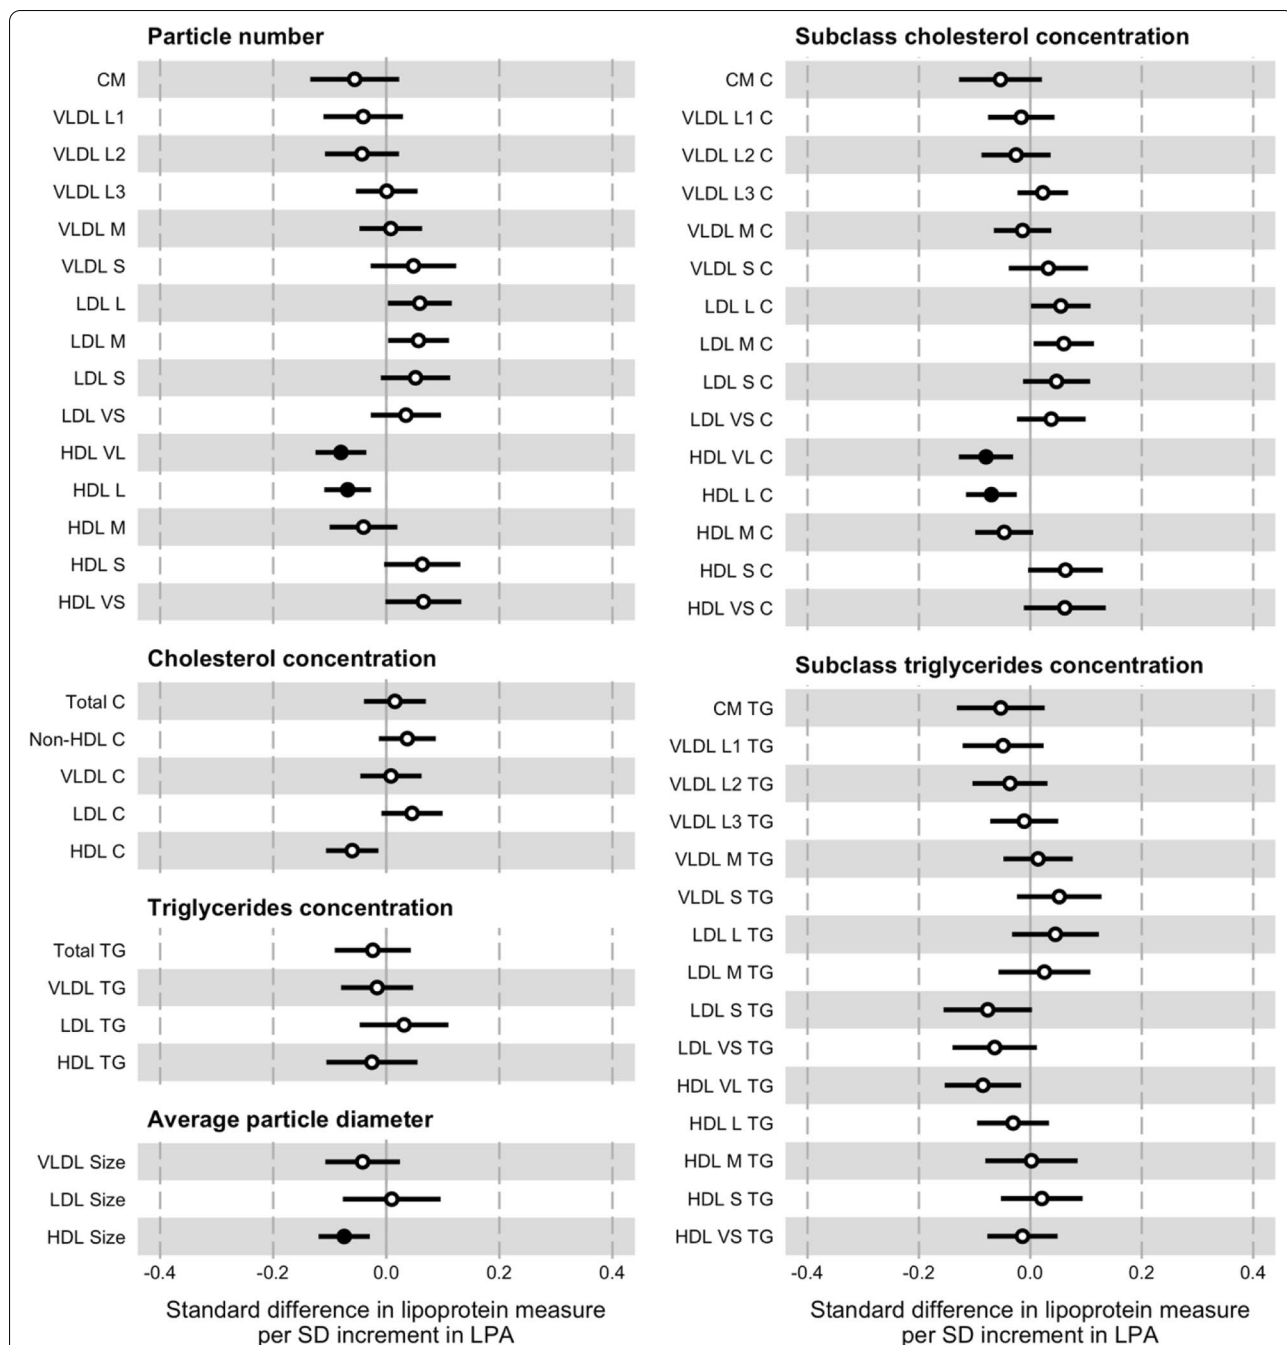 Particle number
CM
VLDL L1
VLDL L2
VLDL L3
VLDL M
VLDL S
LDL L
LDL M
LDL S
LDL VS
HDL VL
HDL L
HDL M
HDL S
HDL VS
Cholesterol concentration
Total C
Non-HDL C
VLDL C
LDL C
HDL C
Triglycerides concentration
Total TG
VLDL TG
LDL TG
HDL TG
Average particle diameter
VLDL Size
LDL Size
HDL Size
-0.4 -0.2 0.0 0.2 0.4
Standard difference in lipoprotein measure
per SD increment in LPA
Subclass cholesterol concentration
CM C
VLDL L1 C
VLDL L2 C
VLDL L3 C
VLDL M C
VLDL S C
LDL L C
LDL M C
LDL S C
LDL VS C
HDL VL C
HDL L C
HDL M C
HDL S C
HDL VS C
Subclass triglycerides concentration
CM TG
VLDL L1 TG
VLDL L2 TG
VLDL L3 TG
VLDL M TG
VLDL S TG
LDL L TG
LDL M TG
LDL S TG
LDL VS TG
HDL VL TG
HDL L TG
HDL M TG
HDL S TG
HDL VS TG
-0.4 -0.2 0.0 0.2 0.4
Standard difference in lipoprotein measure
per SD increment in LPA